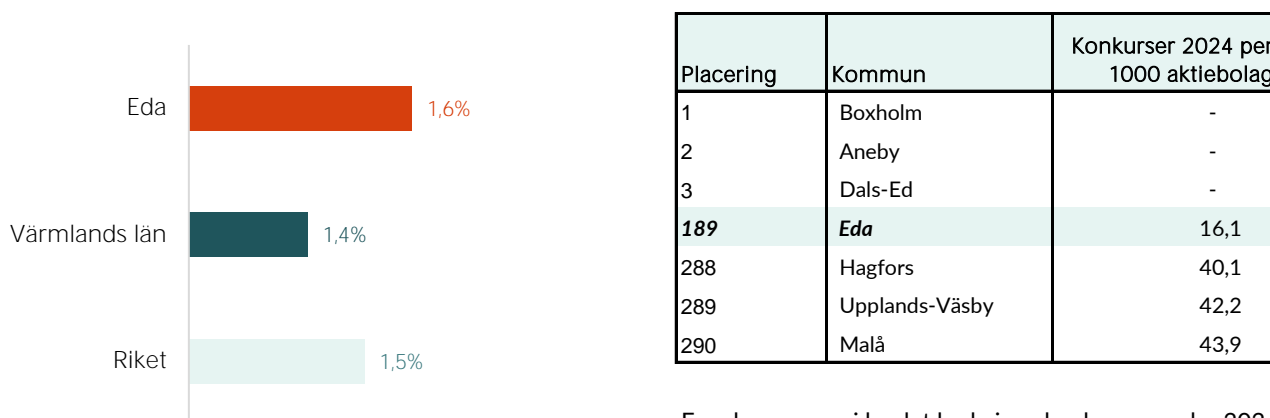 Eda 1,6%
Värmlands län 1,4%
Riket 1,5%
Konkurser 2024 per
Placering Kommun 1000 aktiebolag
1 Boxholm -
2 Aneby -
3 Dals-Ed -
189 Eda 16,1
288 Hagfors 40,1
289 Upplands-Väsby 42,2
290 Malå 43,9